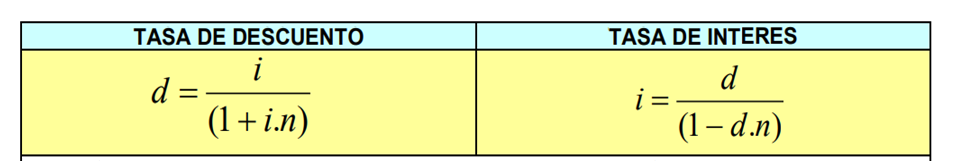 TASA DE DESCUENTO
TASA DE INTERES
d = i / (1 + i.n)
i = d / (1 − d.n)